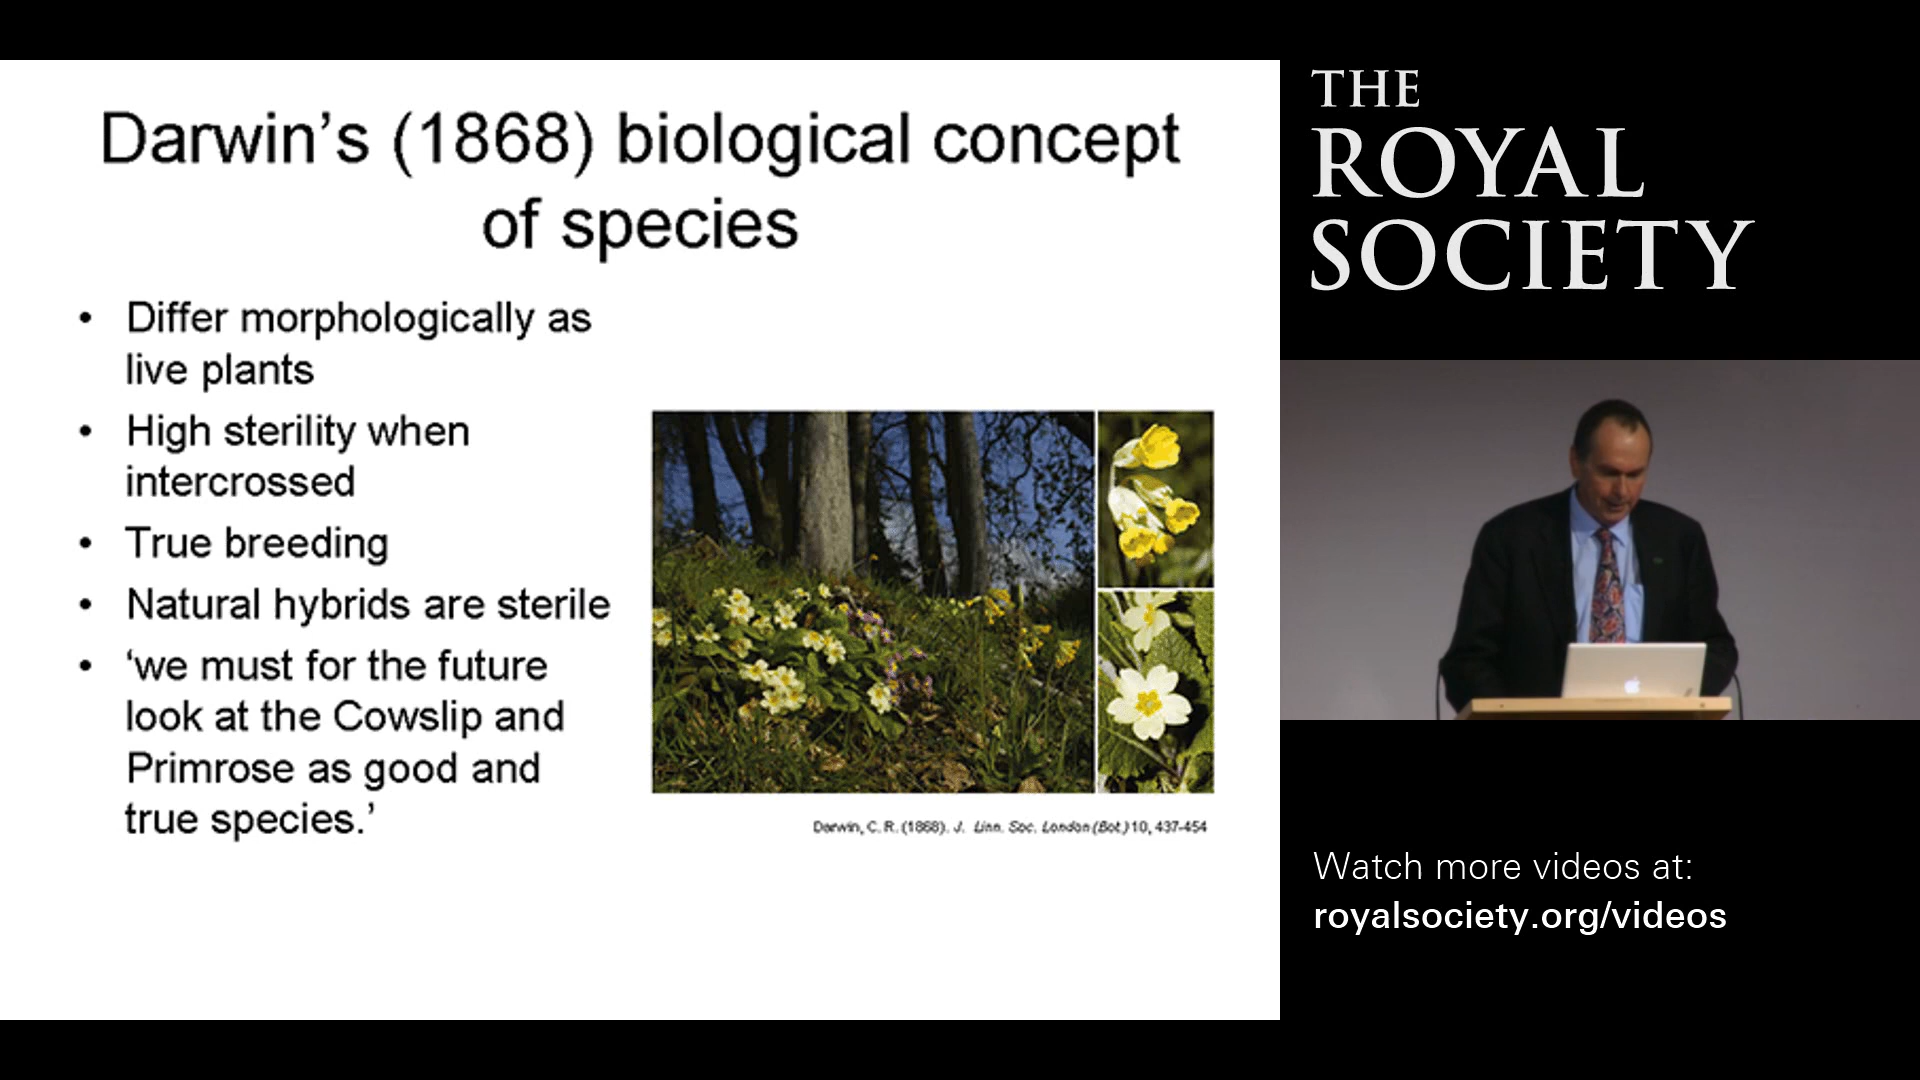 Darwin’s (1868) biological concept
of species
• Differ morphologically as
live plants
• High sterility when
intercrossed
• True breeding
• Natural hybrids are sterile
• ‘we must for the future
look at the Cowslip and
Primrose as good and
true species.’
Darwin, C. R. (1868). J. Linn. Soc. London (Bot.) 10, 437-454
THE
ROYAL
SOCIETY
Watch more videos at:
royalsociety.org/videos